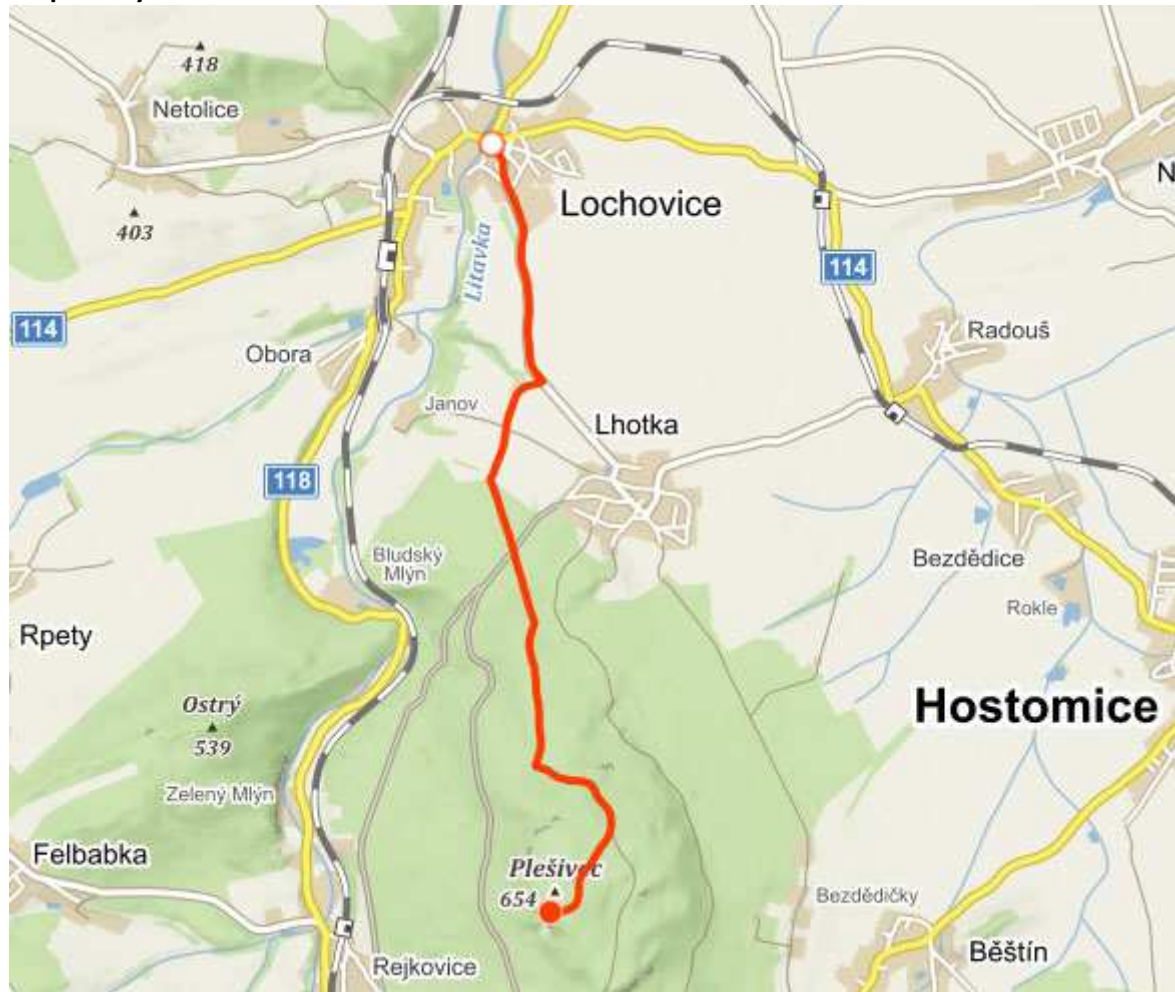 418
Netolice
403
Lochovice
Litavka
114
114
Radouš
Obora
Janov
Lhotka
118
Bludský
Mlýn
Bezdědice
Rokle
Rpety
Ostrý
539
Hostomice
Zelený Mlýn
Felbabka
Plešivec
654
Bezdědičky
Běštín
Rejkovice
N